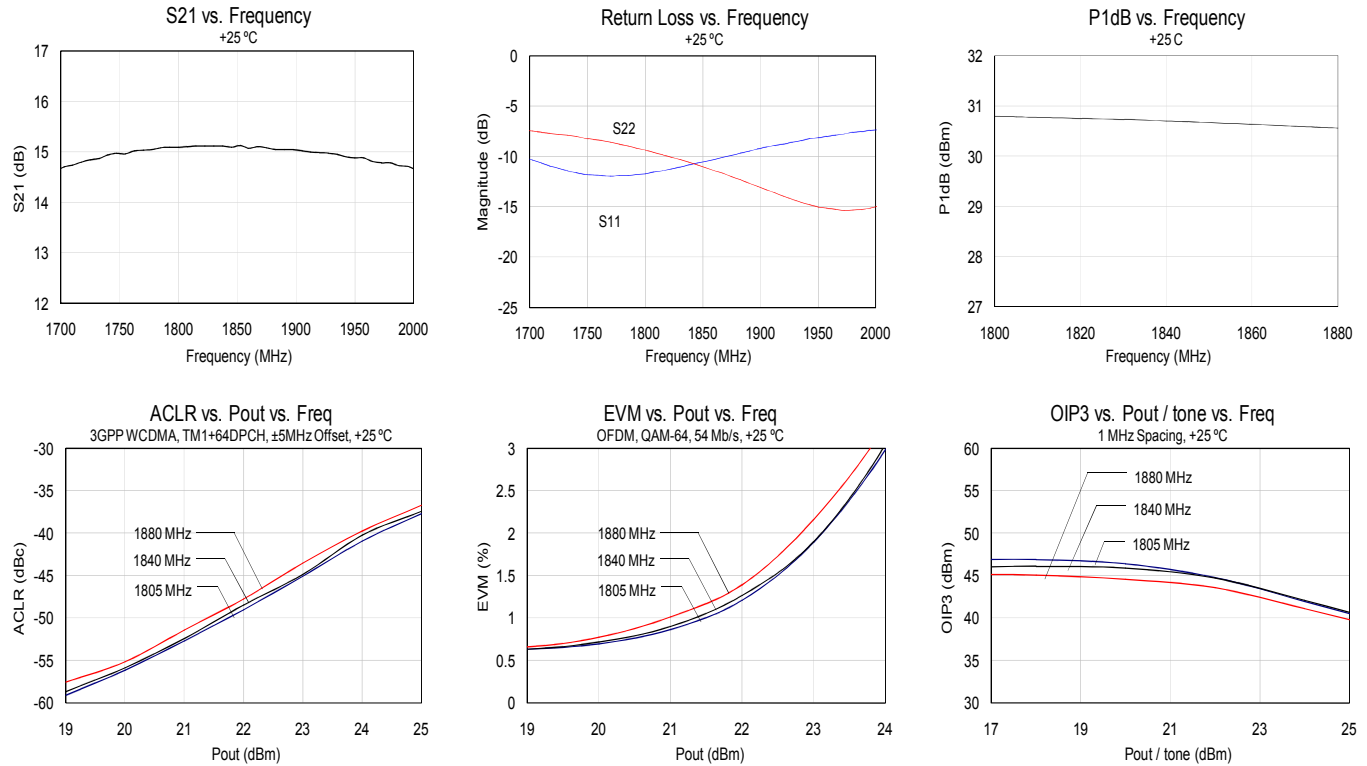 S21 vs. Frequency
+25 ºC
S21 (dB)
17
16
15
14
13
12
1700 1750 1800 1850 1900 1950 2000
Frequency (MHz)
Return Loss vs. Frequency
+25 ºC
Magnitude (dB)
0
-5
-10
-15
-20
-25
S22
S11
1700 1750 1800 1850 1900 1950 2000
Frequency (MHz)
P1dB vs. Frequency
+25 C
P1dB (dBm)
32
31
30
29
28
27
1800 1820 1840 1860 1880
Frequency (MHz)
ACLR vs. Pout vs. Freq
3GPP WCDMA, TM1+64DPCH, ±5MHz Offset, +25 ºC
ACLR (dBc)
-30
-35
-40
-45
-50
-55
-60
1880 MHz
1840 MHz
1805 MHz
19 20 21 22 23 24 25
Pout (dBm)
EVM vs. Pout vs. Freq
OFDM, QAM-64, 54 Mb/s, +25 ºC
EVM (%)
3
2.5
2
1.5
1
0.5
0
1880 MHz
1840 MHz
1805 MHz
19 20 21 22 23 24
Pout (dBm)
OIP3 vs. Pout / tone vs. Freq
1 MHz Spacing, +25 ºC
OIP3 (dBm)
60
55
50
45
40
35
30
1880 MHz
1840 MHz
1805 MHz
17 19 21 23 25
Pout / tone (dBm)